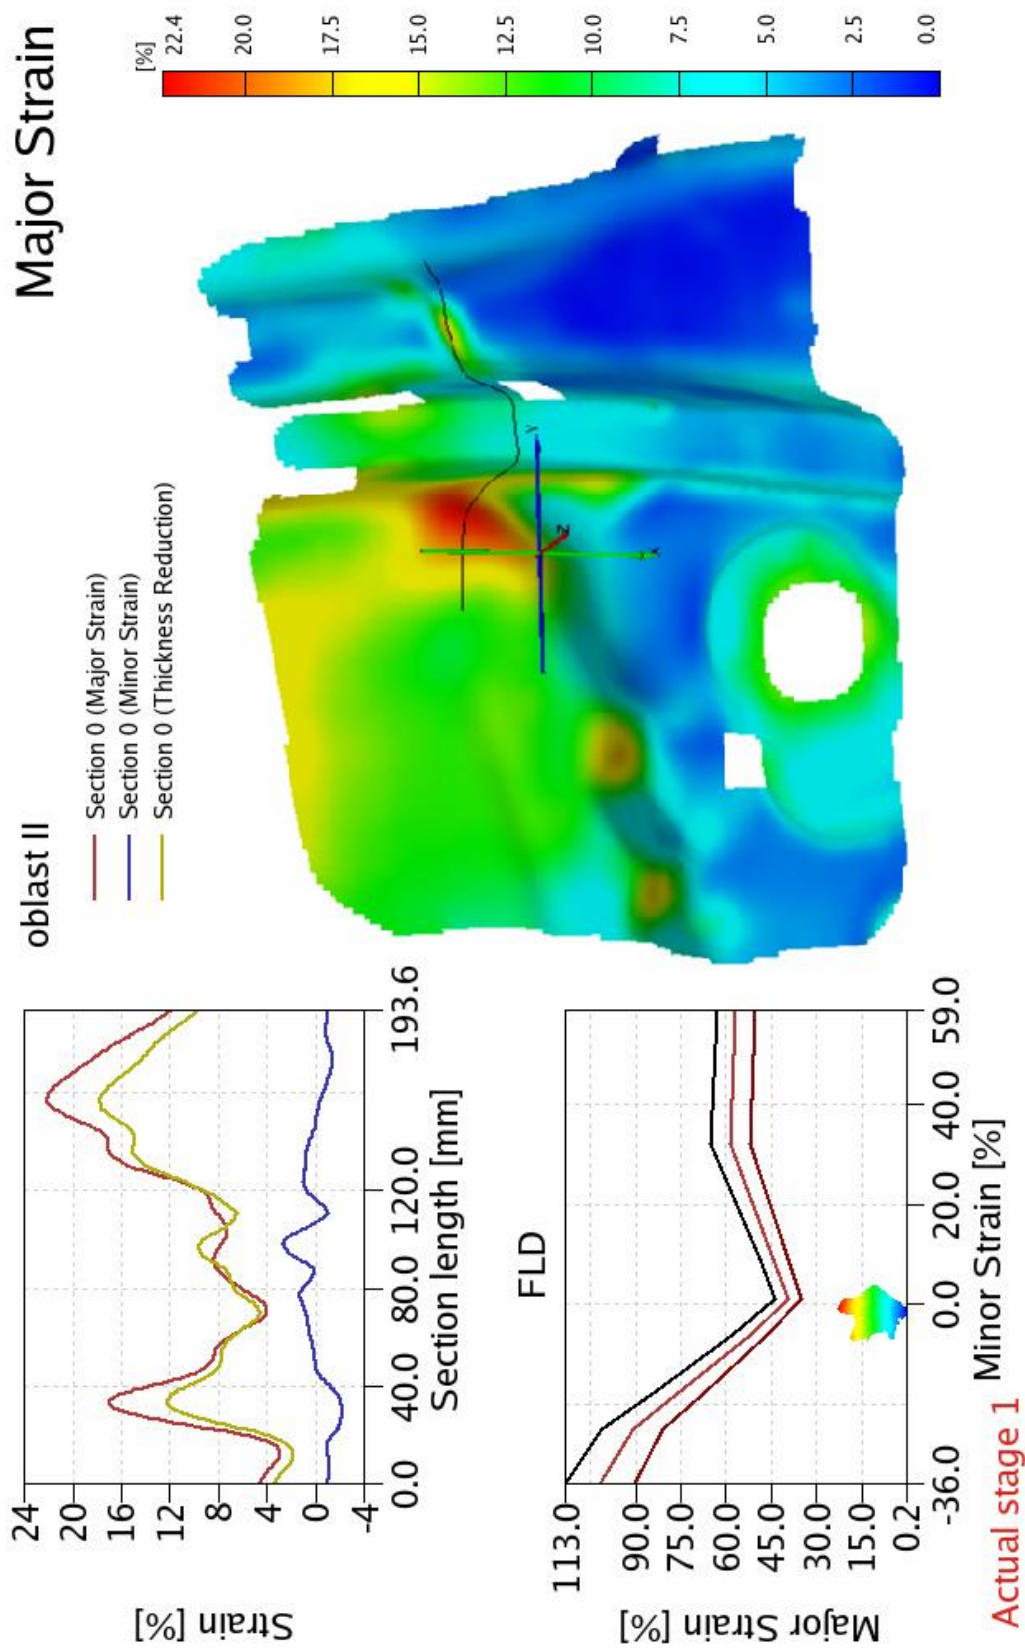 Major Strain
oblast II
Section 0 (Major Strain)
Section 0 (Minor Strain)
Section 0 (Thickness Reduction)
[%]
22.4
20.0
17.5
15.0
12.5
10.0
7.5
5.0
2.5
0.0
Y
Z
X
Strain [%]
24
20
16
12
8
4
0
-4
0.0
40.0
80.0
120.0
193.6
Section length [mm]
FLD
Major Strain [%]
113.0
90.0
75.0
60.0
45.0
30.0
15.0
0.2
-36.0
0.0
20.0
40.0
59.0
Minor Strain [%]
Actual stage 1